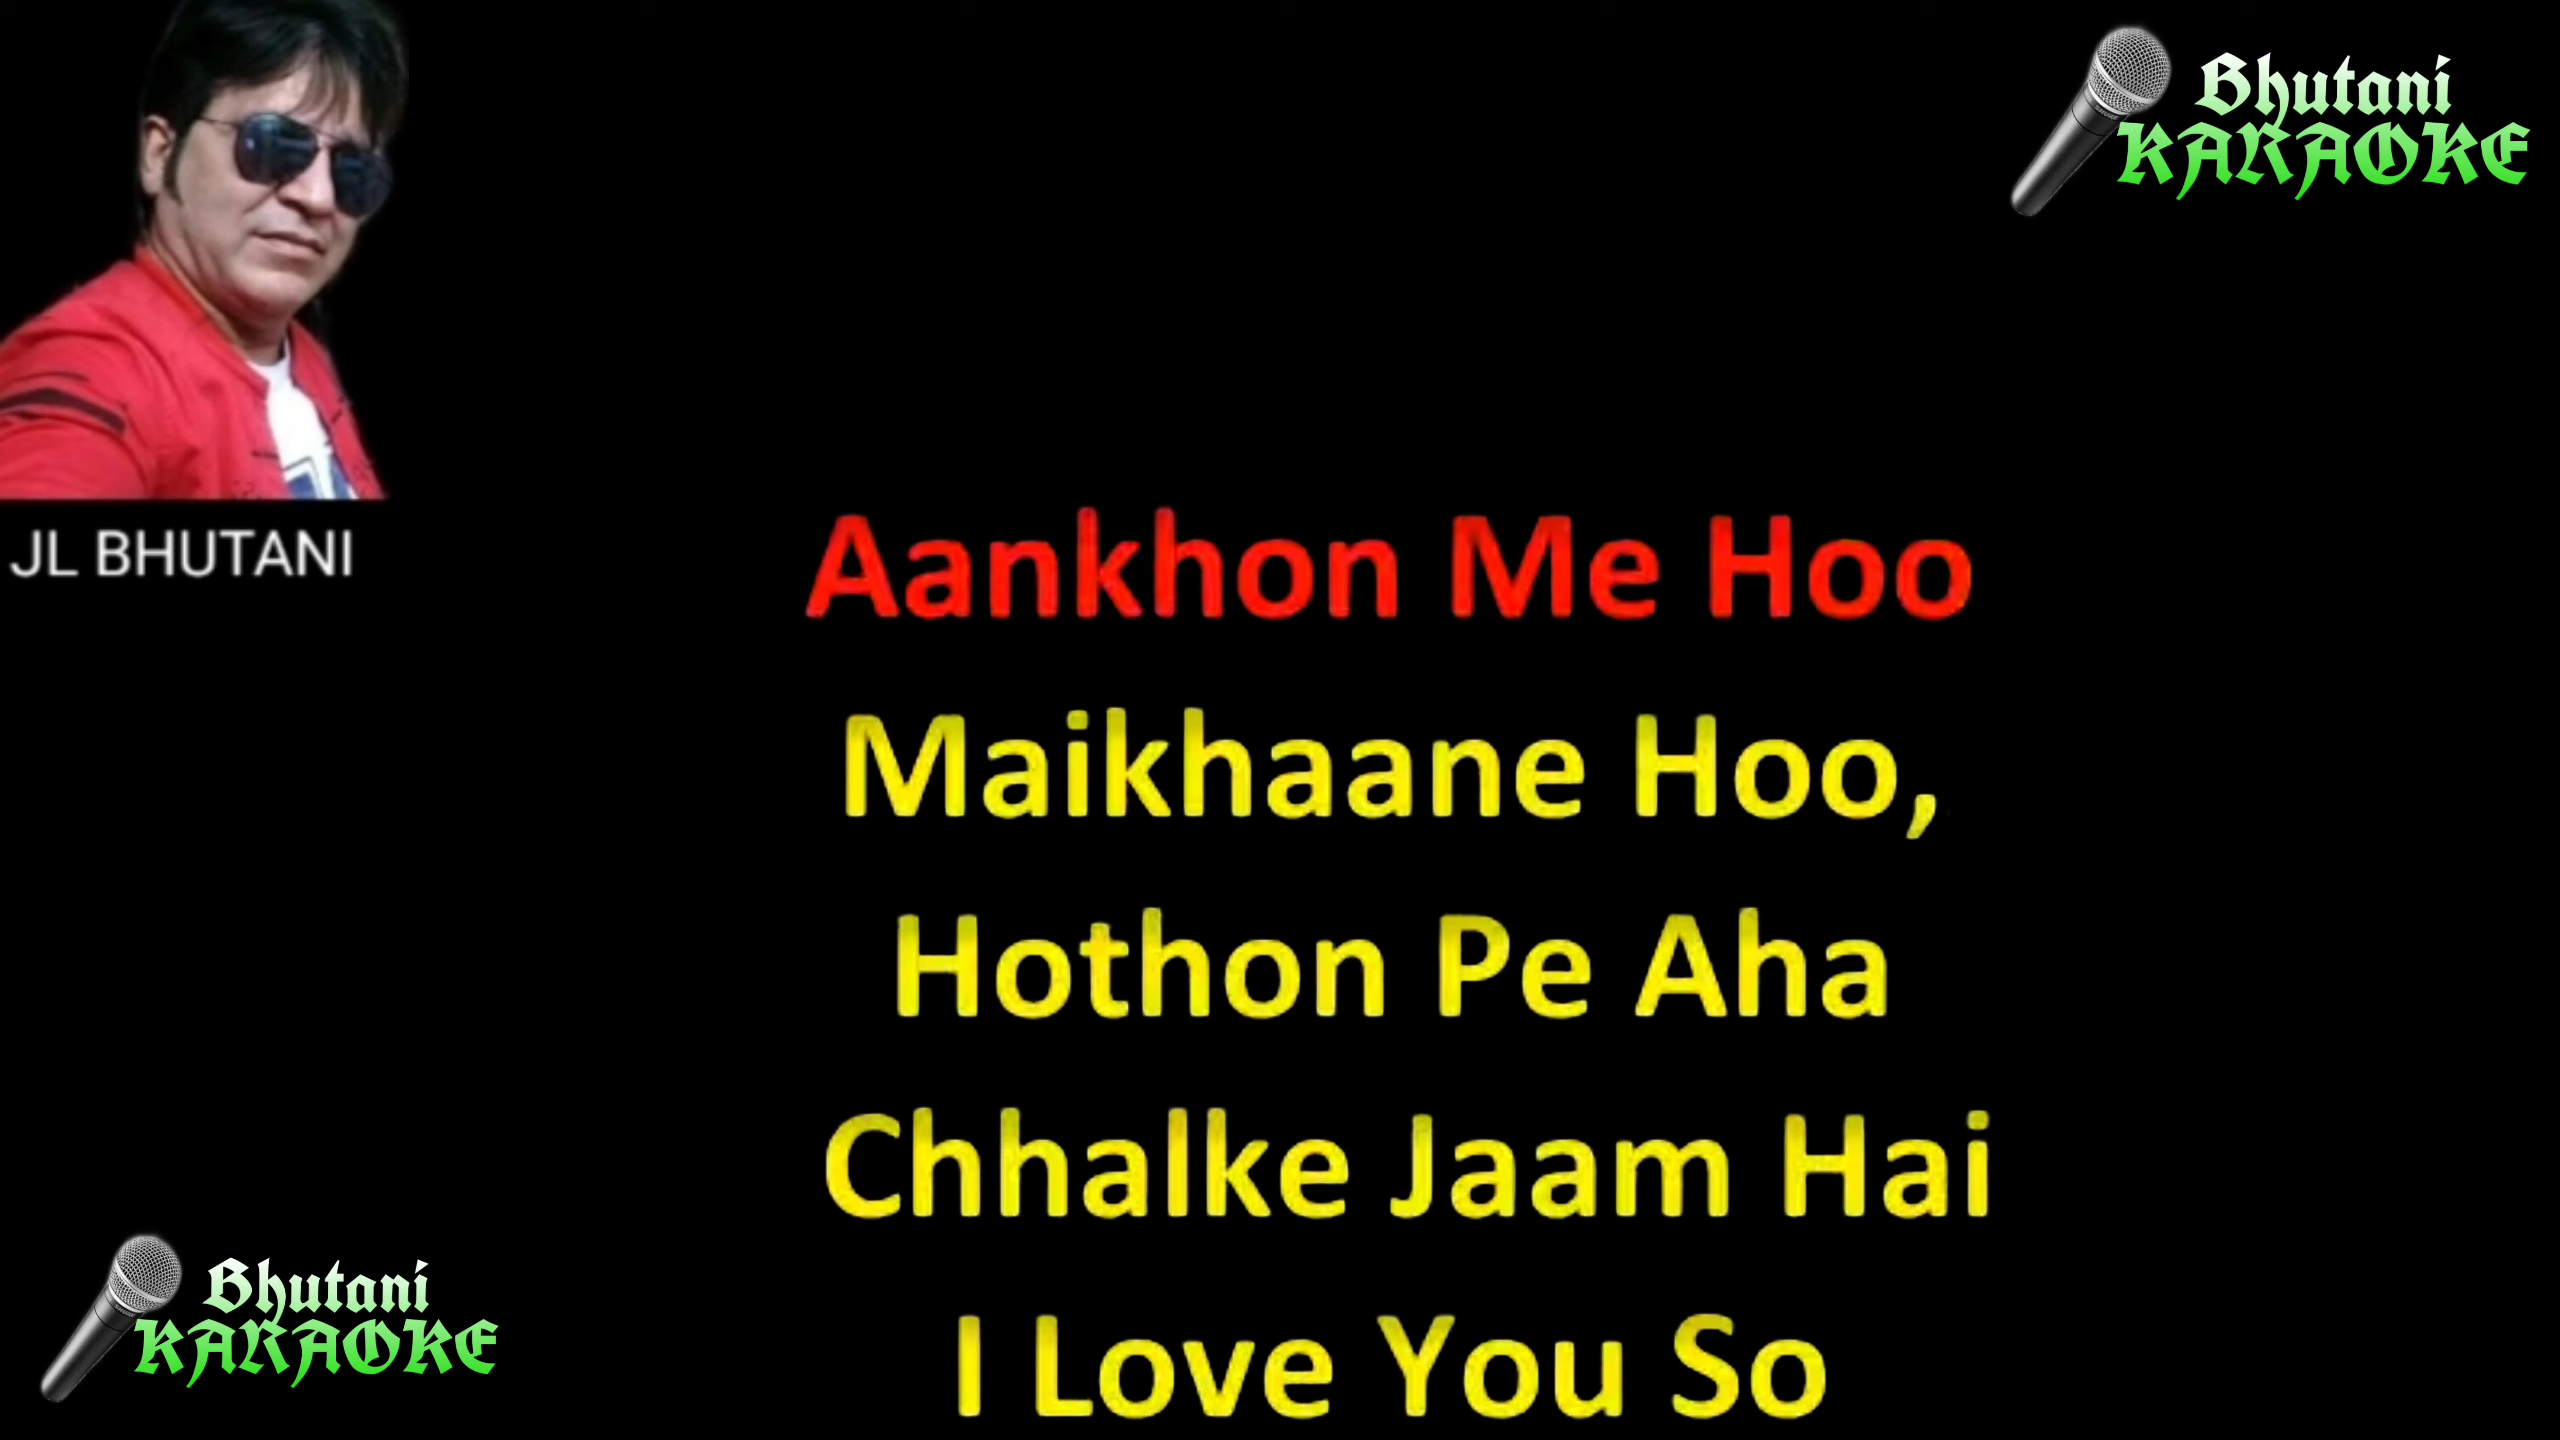 Bhutani
KARAOKE
JL BHUTANI
Aankhon Me Hoo
Maikhaane Hoo,
Hothon Pe Aha
Chhalke Jaam Hai
I Love You So
Bhutani
KARAOKE